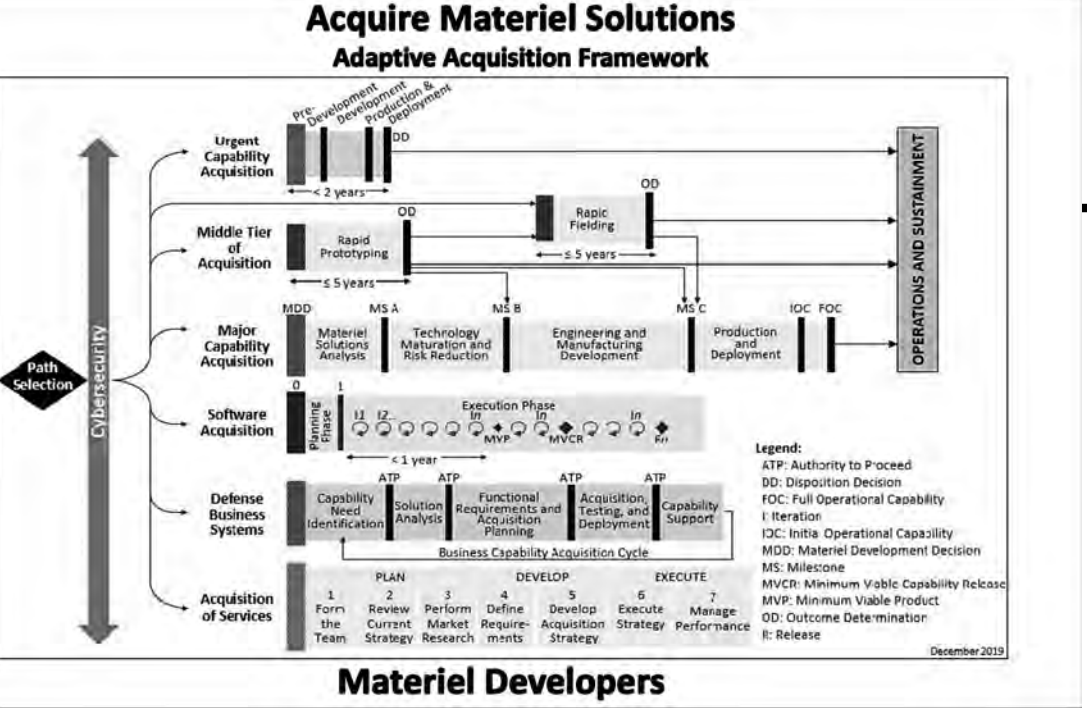 Acquire Materiel Solutions
Adaptive Acquisition Framework
Pre-
Development
Development
Production &
Deployment
Urgent
Capability
Acquisition
DD
< 2 years
OD
Rapid
Fielding
≤ 5 years
Middle Tier
of
Acquisition
OD
Rapid
Prototyping
≤ 5 years
MDD
MS A
MS B
MS C
IOC
FOC
Major
Capability
Acquisition
Materiel
Solutions
Analysis
Technology
Maturation and
Risk Reduction
Engineering and
Manufacturing
Development
Production
and
Deployment
OPERATIONS AND SUSTAINMENT
Path
Selection
Cybersecurity
Software
Acquisition
0
1
Planning
Phase
Execution Phase
I1
I2...
In
In
In
MVP
MVCR
< 1 year
Defense
Business
Systems
ATP
ATP
ATP
ATP
Capability
Need
Identification
Solution
Analysis
Functional
Requirements and
Acquisition
Planning
Acquisition,
Testing, and
Deployment
Capability
Support
Business Capability Acquisition Cycle
Acquisition
of Services
PLAN
DEVELOP
EXECUTE
1
Form
the
Team
2
Review
Current
Strategy
3
Perform
Market
Research
4
Define
Require-
ments
5
Develop
Acquisition
Strategy
6
Execute
Strategy
7
Manage
Performance
Legend:
ATP: Authority to Proceed
DD: Disposition Decision
FOC: Full Operational Capability
I: Iteration
IOC: Initial Operational Capability
MDD: Materiel Development Decision
MS: Milestone
MVCR: Minimum Viable Capability Release
MVP: Minimum Viable Product
OD: Outcome Determination
R: Release
December 2019
Materiel Developers